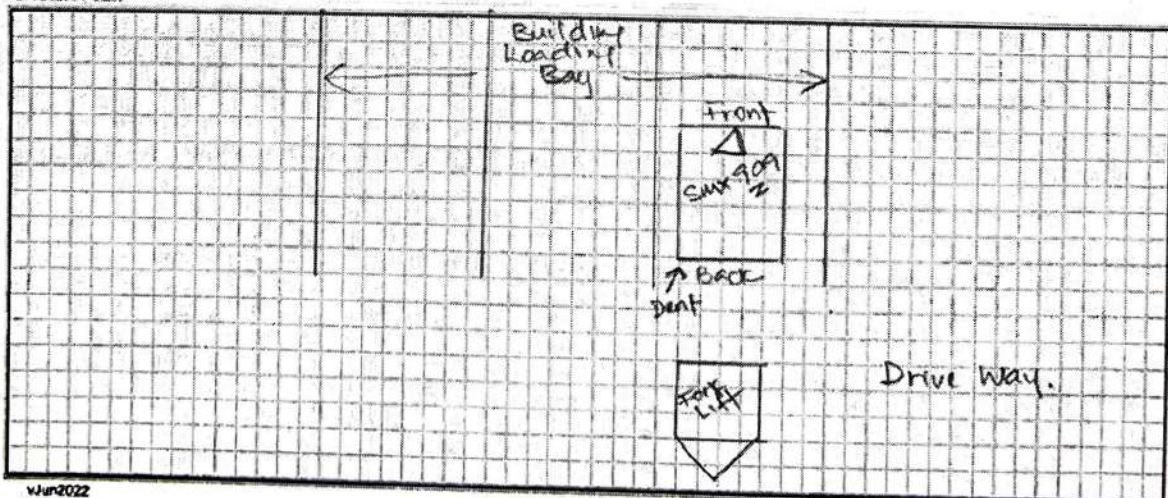 Building
Loading
Bay
Front
SMX 909
Z
Back
Dent
Fork
Lift
Drive Way.
vJun2022